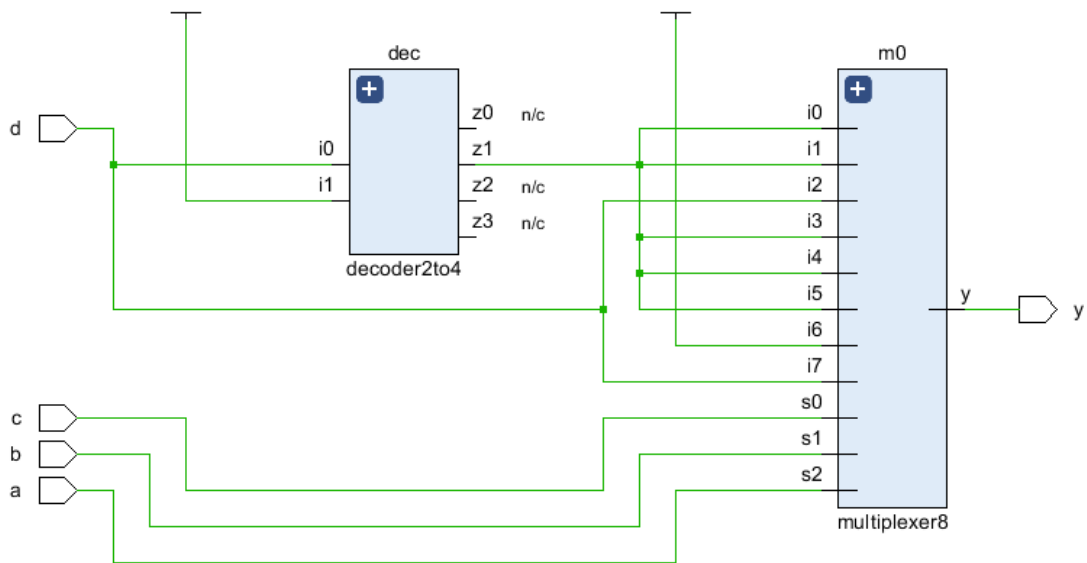 dec
m0
d
i0
i1
z0 n/c
z1
z2 n/c
z3 n/c
decoder2to4
i0
i1
i2
i3
i4
i5
i6
i7
s0
s1
s2
y
y
multiplexer8
c
b
a